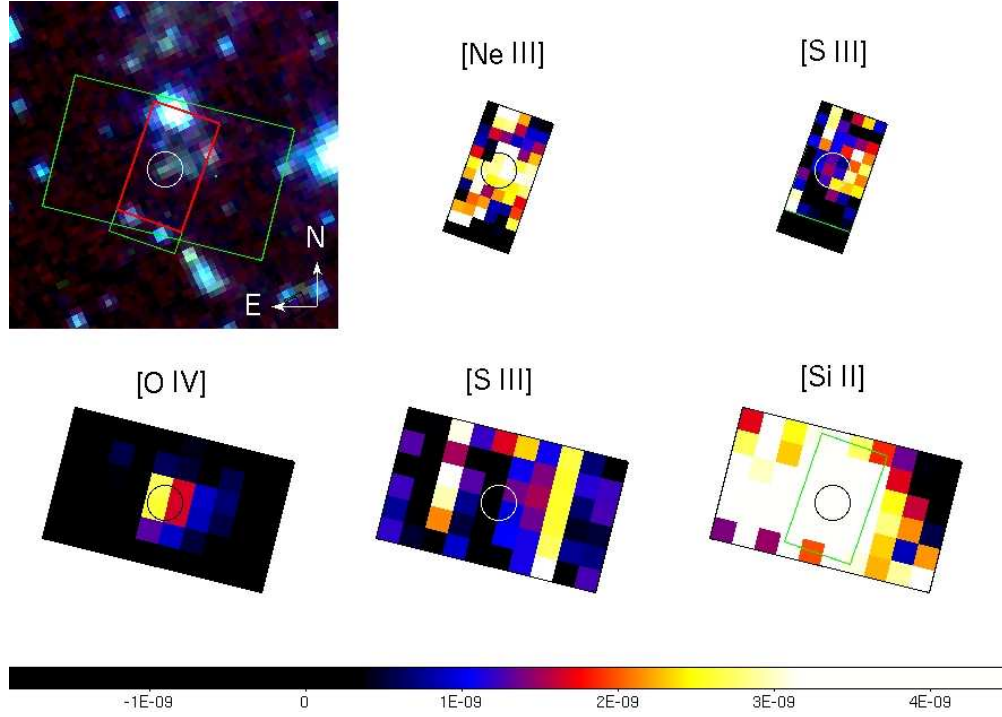 [Ne III]
[S III]
N
E
[O IV]
[S III]
[Si II]
-1E-09 0 1E-09 2E-09 3E-09 4E-09